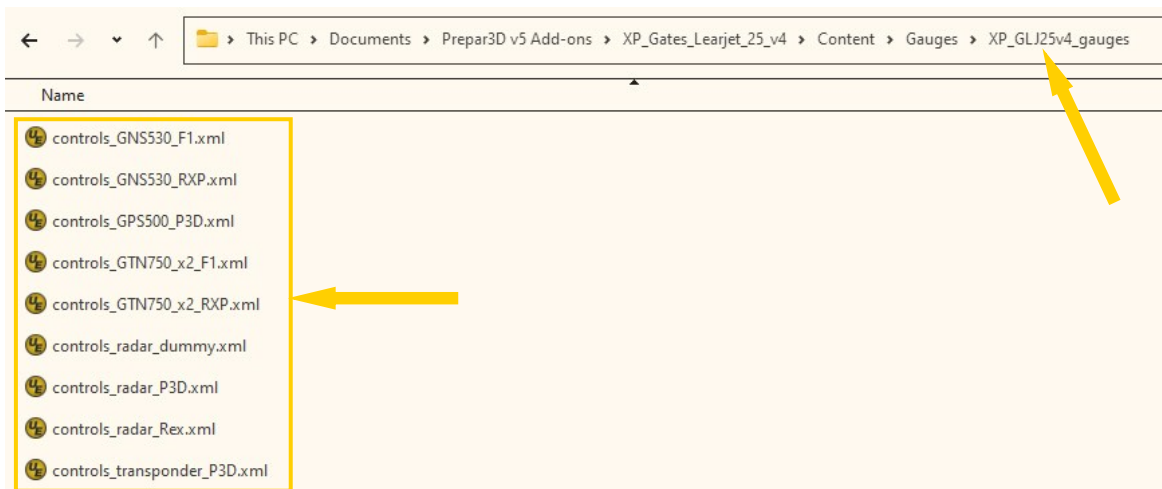 This PC > Documents > Prepar3D v5 Add-ons > XP_Gates_Learjet_25_v4 > Content > Gauges > XP_GLJ25v4_gauges
Name
controls_GNS530_F1.xml
controls_GNS530_RXP.xml
controls_GPS500_P3D.xml
controls_GTN750_x2_F1.xml
controls_GTN750_x2_RXP.xml
controls_radar_dummy.xml
controls_radar_P3D.xml
controls_radar_Rex.xml
controls_transponder_P3D.xml